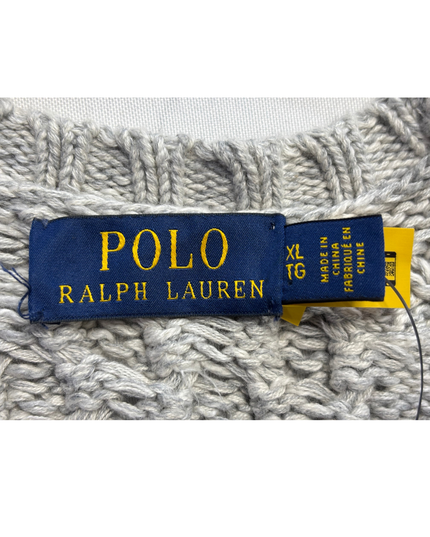 POLO
RALPH LAUREN
XL
TG
MADE IN
CHINA
FABRIQUÉ EN
CHINE